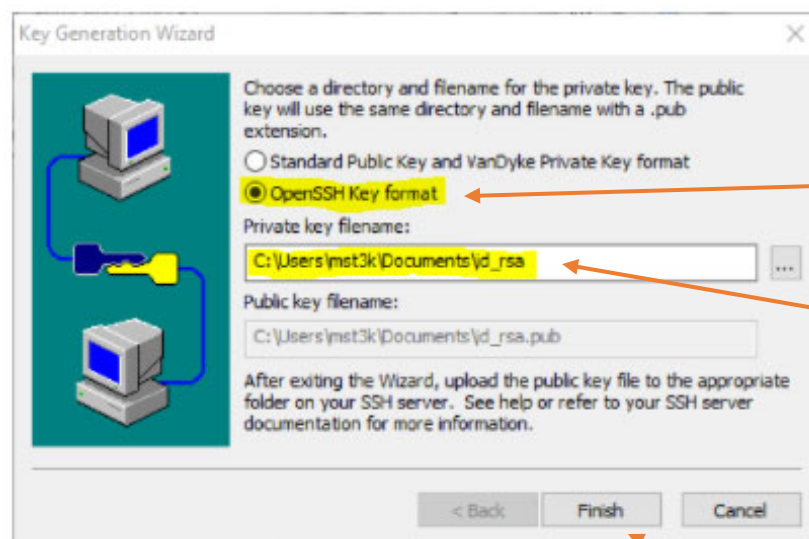 Key Generation Wizard
Choose a directory and filename for the private key. The public
key will use the same directory and filename with a .pub
extension.
Standard Public Key and VanDyke Private Key format
OpenSSH Key format
Private key filename:
C:\Users\mst3k\Documents\id_rsa
...
Public key filename:
C:\Users\mst3k\Documents\id_rsa.pub
After exiting the Wizard, upload the public key file to the appropriate
folder on your SSH server. See help or refer to your SSH server
documentation for more information.
< Back
Finish
Cancel